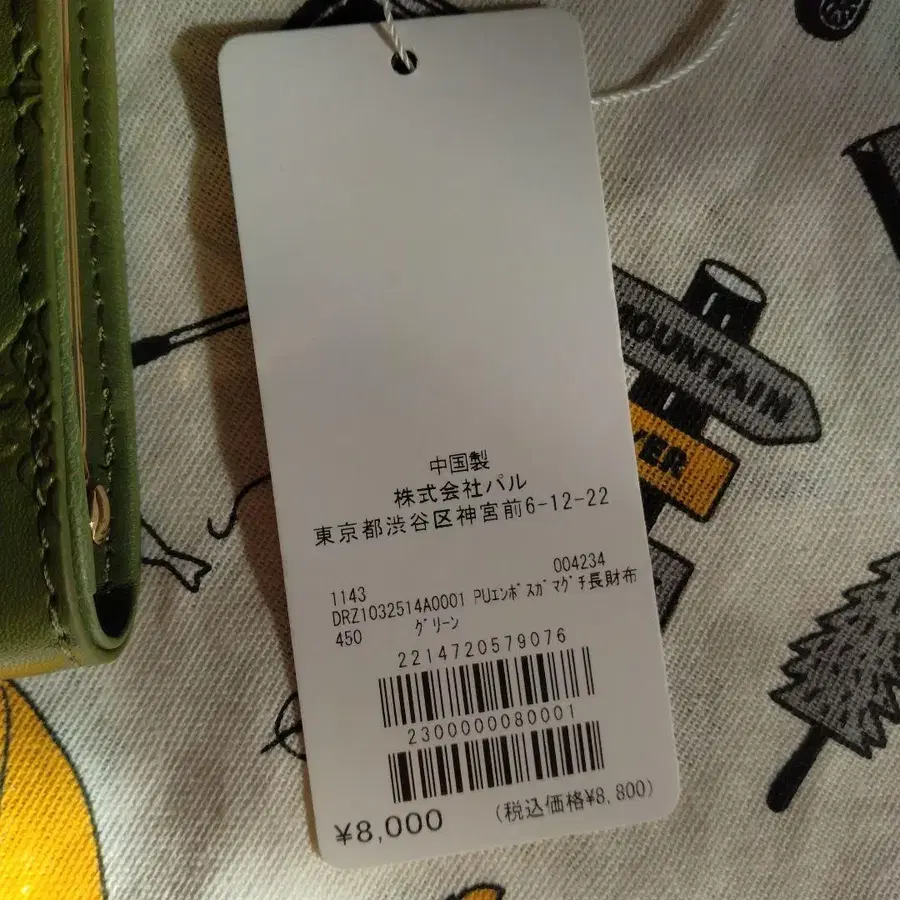 中国製
株式会社パル
東京都渋谷区神宮前6-12-22
1143 004234
DRZ1032514A0001 PUｴﾝﾎﾞｽｶﾞﾏｸﾞﾁ長財布
450 ｸﾞﾘｰﾝ
2214720579076
2300000080001
¥8,000 (税込価格¥8,800)
MOUNTAIN